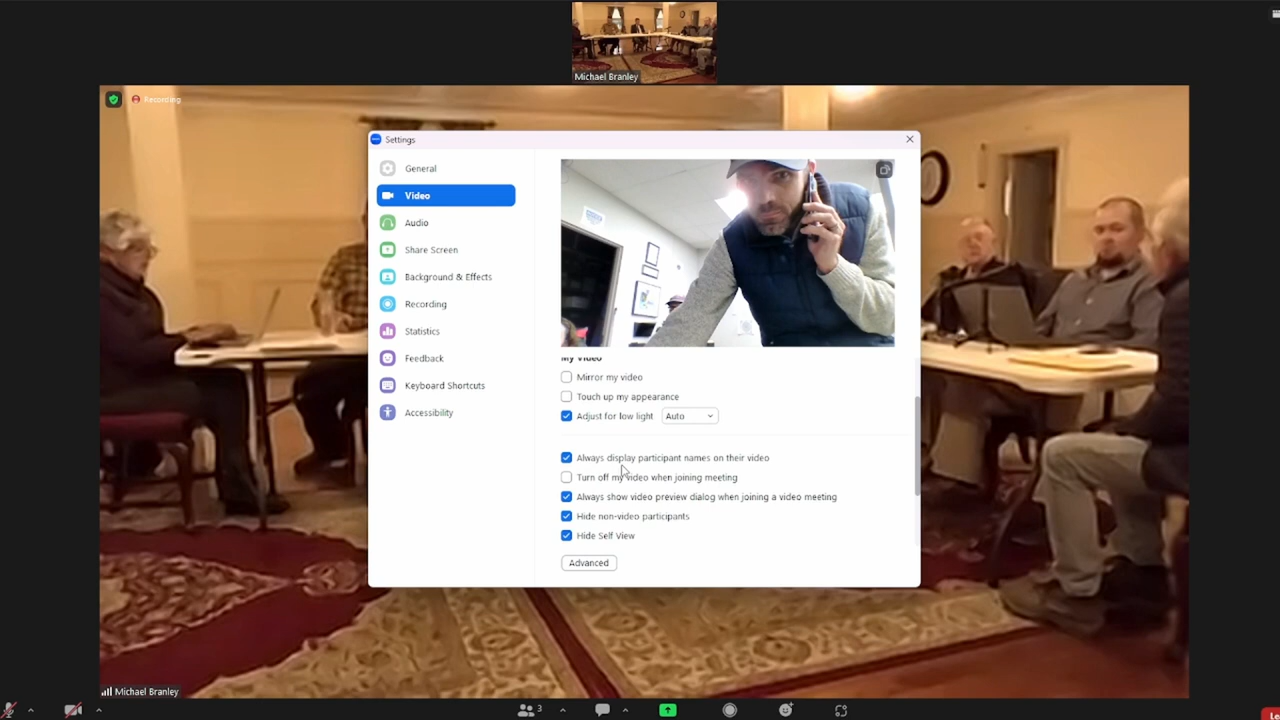 Michael Branley
Recording
Settings
General
Video
Audio
Share Screen
Background & Effects
Recording
Statistics
Feedback
Keyboard Shortcuts
Accessibility
My Video
Mirror my video
Touch up my appearance
Adjust for low light Auto
Always display participant names on their video
Turn off my video when joining meeting
Always show video preview dialog when joining a video meeting
Hide non-video participants
Hide Self View
Advanced
Michael Branley
3